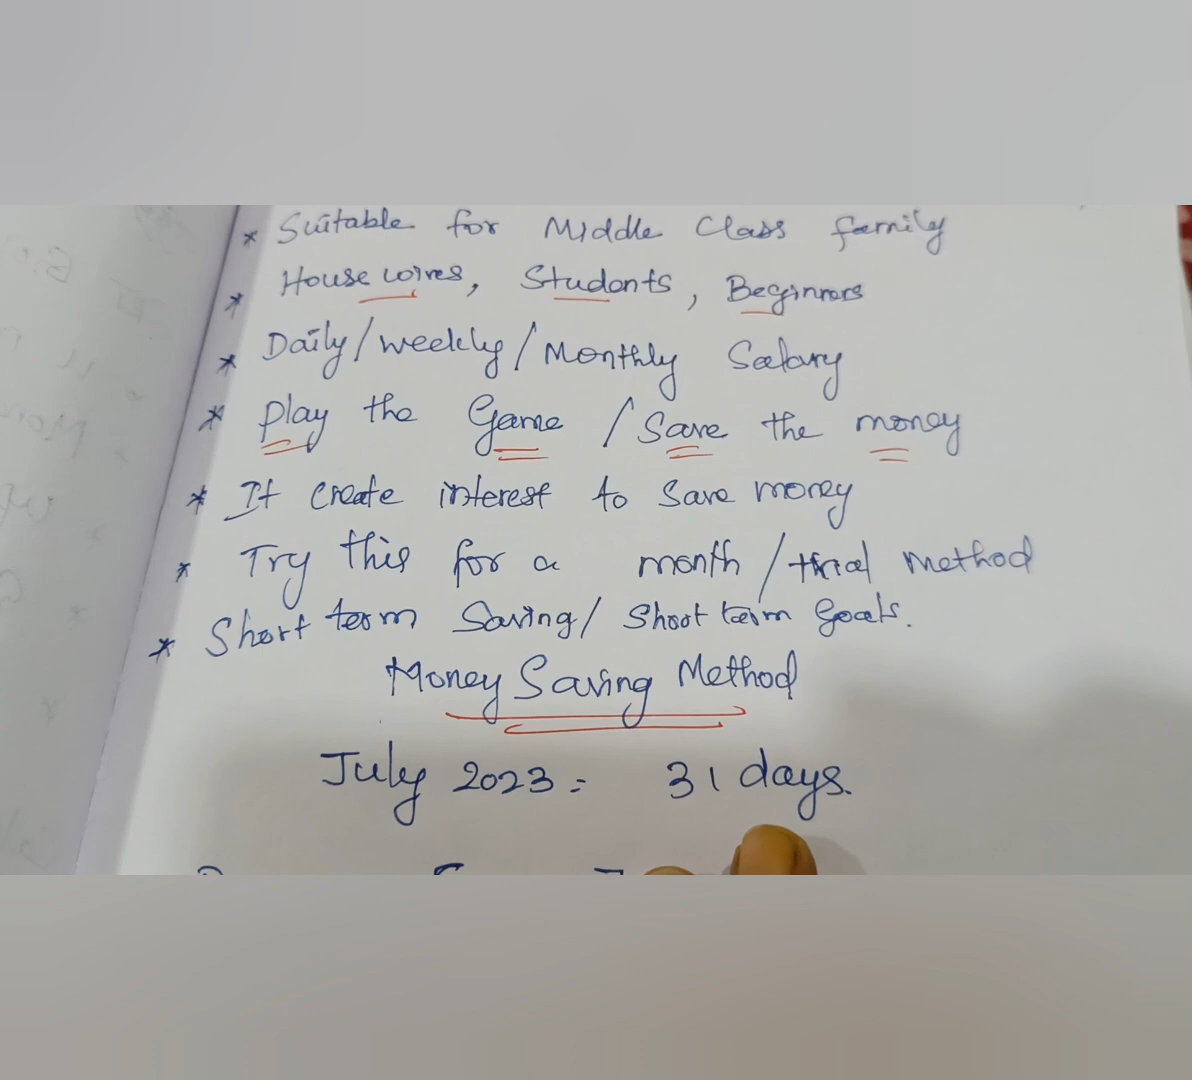 * Suitable for Middle Class family
* House wives, Students, Beginners
* Daily/weekly/Monthly Salary
* Play the Game / Save the money
* It create interest to save money
* Try this for a month/trial Method
* Short term Saving/ Short term Goals.
Money Saving Method
July 2023 = 31 days.